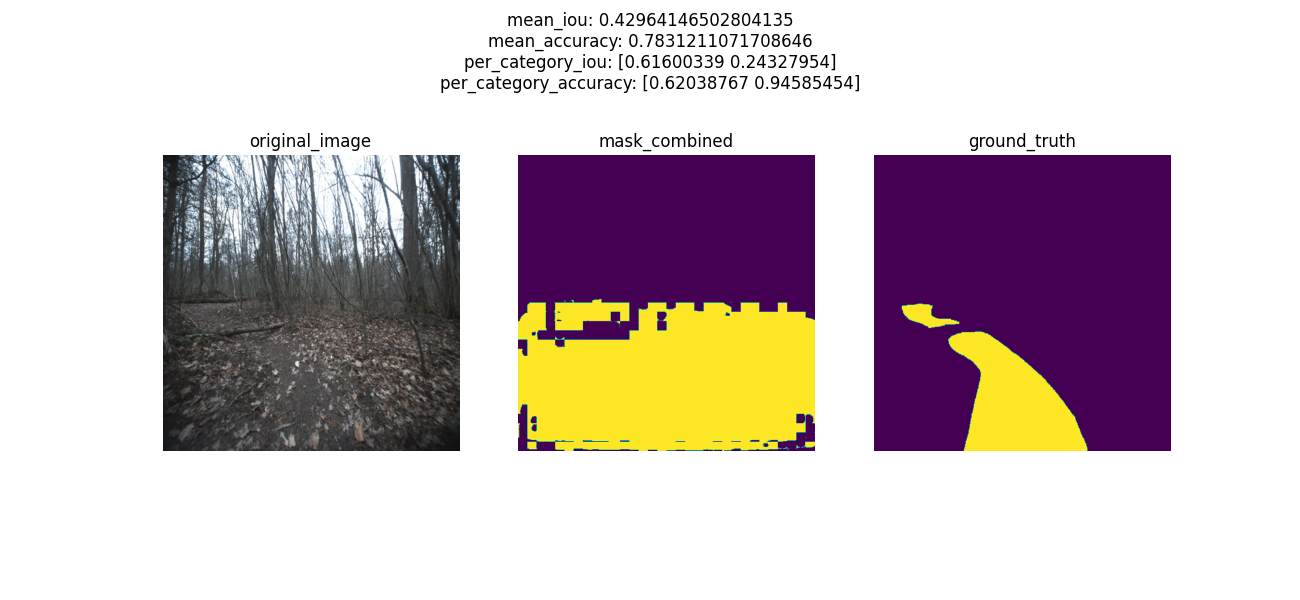 mean_iou: 0.42964146502804135
mean_accuracy: 0.7831211071708646
per_category_iou: [0.61600339 0.24327954]
per_category_accuracy: [0.62038767 0.94585454]
original_image
mask_combined
ground_truth